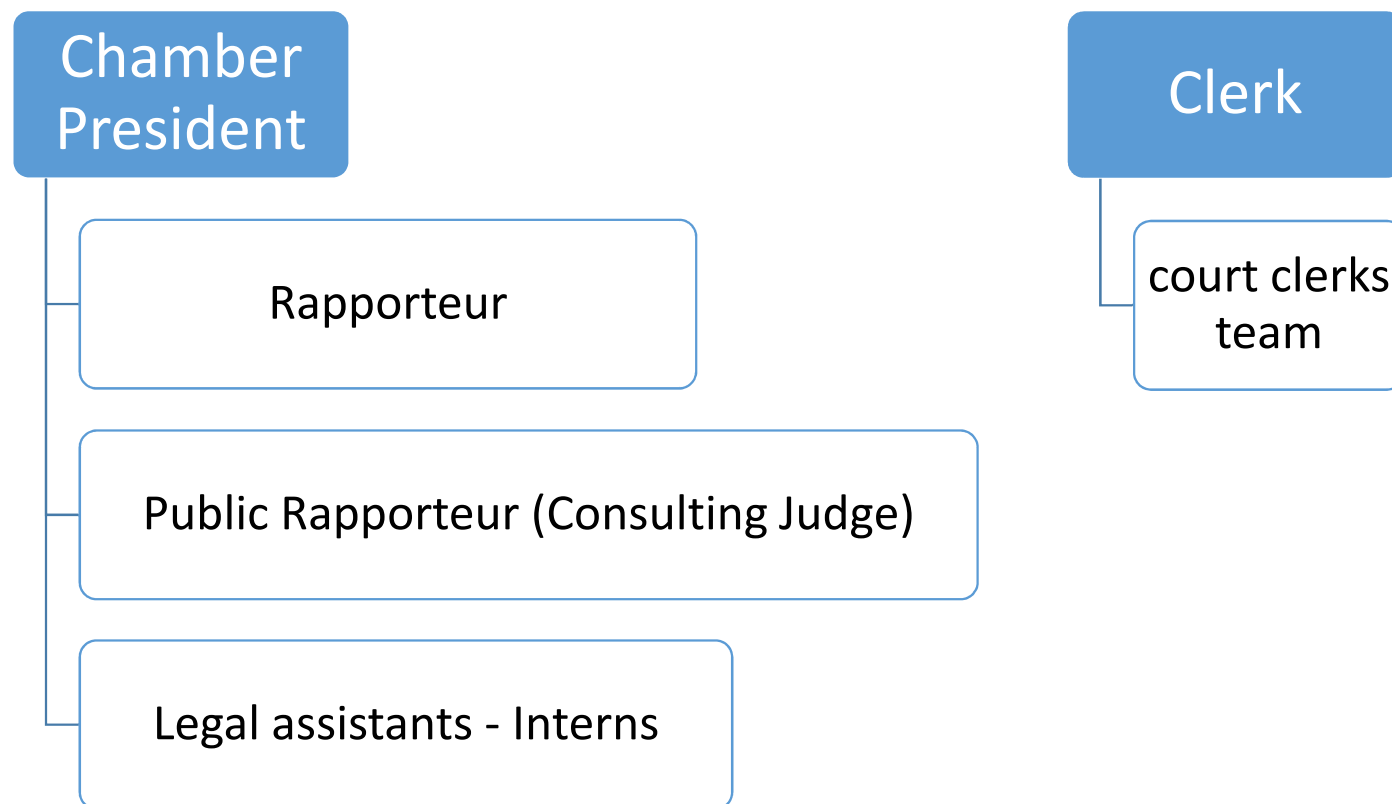 Chamber
President
Clerk
Rapporteur
court clerks
team
Public Rapporteur (Consulting Judge)
Legal assistants - Interns